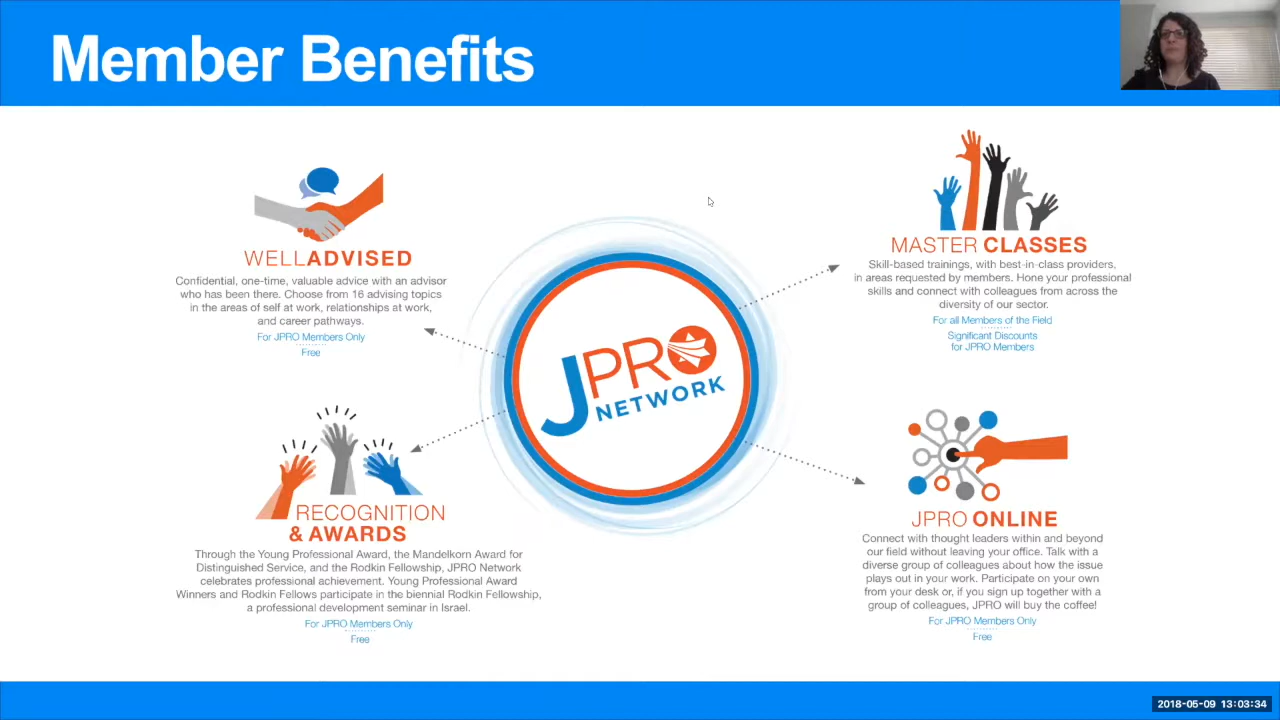 Member Benefits
WELLADVISED
Confidential, one-time, valuable advice with an advisor
who has been there. Choose from 16 advising topics
in the areas of self at work, relationships at work,
and career pathways.
For JPRO Members Only
Free
MASTER CLASSES
Skill-based trainings, with best-in-class providers,
in areas requested by members. Hone your professional
skills and connect with colleagues from across the
diversity of our sector.
For all Members of the Field
Significant Discounts
for JPRO Members
JPRO
NETWORK
RECOGNITION
& AWARDS
Through the Young Professional Award, the Mandelkorn Award for
Distinguished Service, and the Rodkin Fellowship, JPRO Network
celebrates professional achievement. Young Professional Award
Winners and Rodkin Fellows participate in the biennial Rodkin Fellowship,
a professional development seminar in Israel.
For JPRO Members Only
Free
JPRO ONLINE
Connect with thought leaders within and beyond
our field without leaving your office. Talk with a
diverse group of colleagues about how the issue
plays out in your work. Participate on your own
from your desk or, if you sign up together with a
group of colleagues, JPRO will buy the coffee!
For JPRO Members Only
Free
2018-05-09 13:03:34